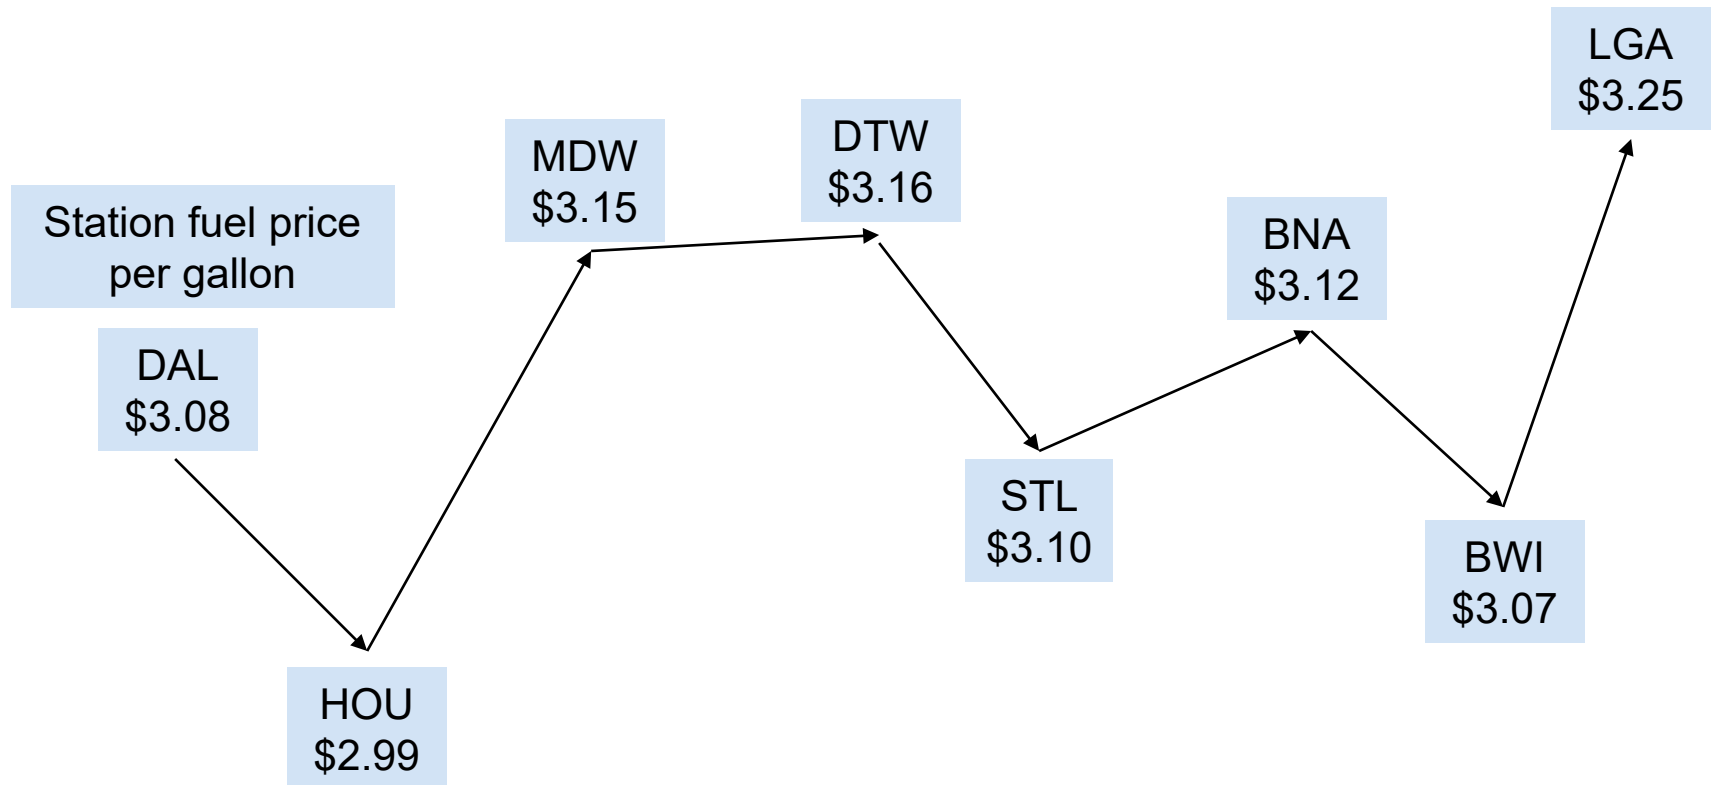 Station fuel price
per gallon
DAL
$3.08
HOU
$2.99
MDW
$3.15
DTW
$3.16
STL
$3.10
BNA
$3.12
BWI
$3.07
LGA
$3.25